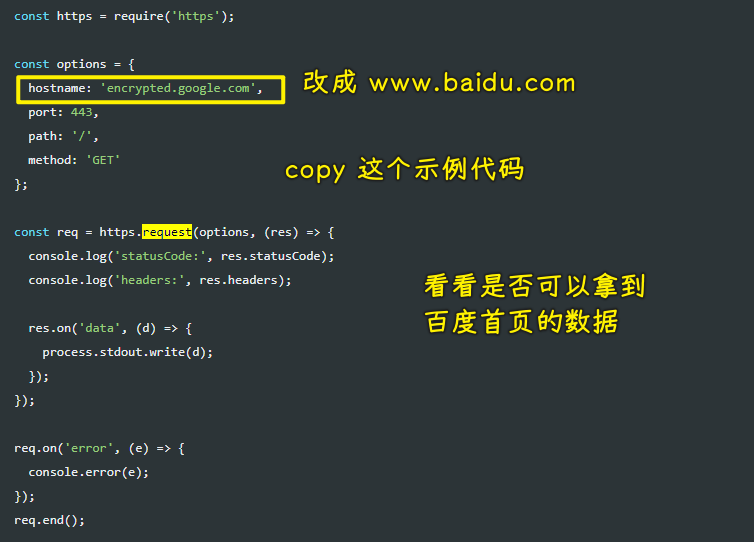 const https = require('https');
const options = {
hostname: 'encrypted.google.com',
改成 www.baidu.com
port: 443,
path: '/',
method: 'GET'
copy 这个示例代码
};
const req = https.request(options, (res) => {
console.log('statusCode:', res.statusCode);
console.log('headers:', res.headers);
看看是否可以拿到
百度首页的数据
res.on('data', (d) => {
process.stdout.write(d);
});
});
req.on('error', (e) => {
console.error(e);
});
req.end();